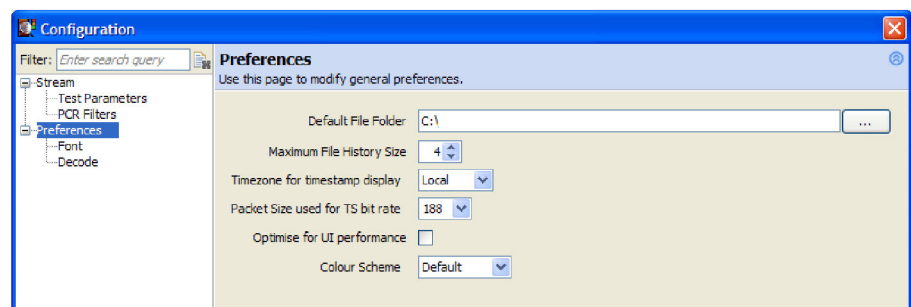 Configuration
Filter: Enter search query
Stream
Test Parameters
PCR Filters
Preferences
Font
Decode
Preferences
Use this page to modify general preferences.
Default File Folder C:\ ...
Maximum File History Size 4
Timezone for timestamp display Local
Packet Size used for TS bit rate 188
Optimise for UI performance
Colour Scheme Default